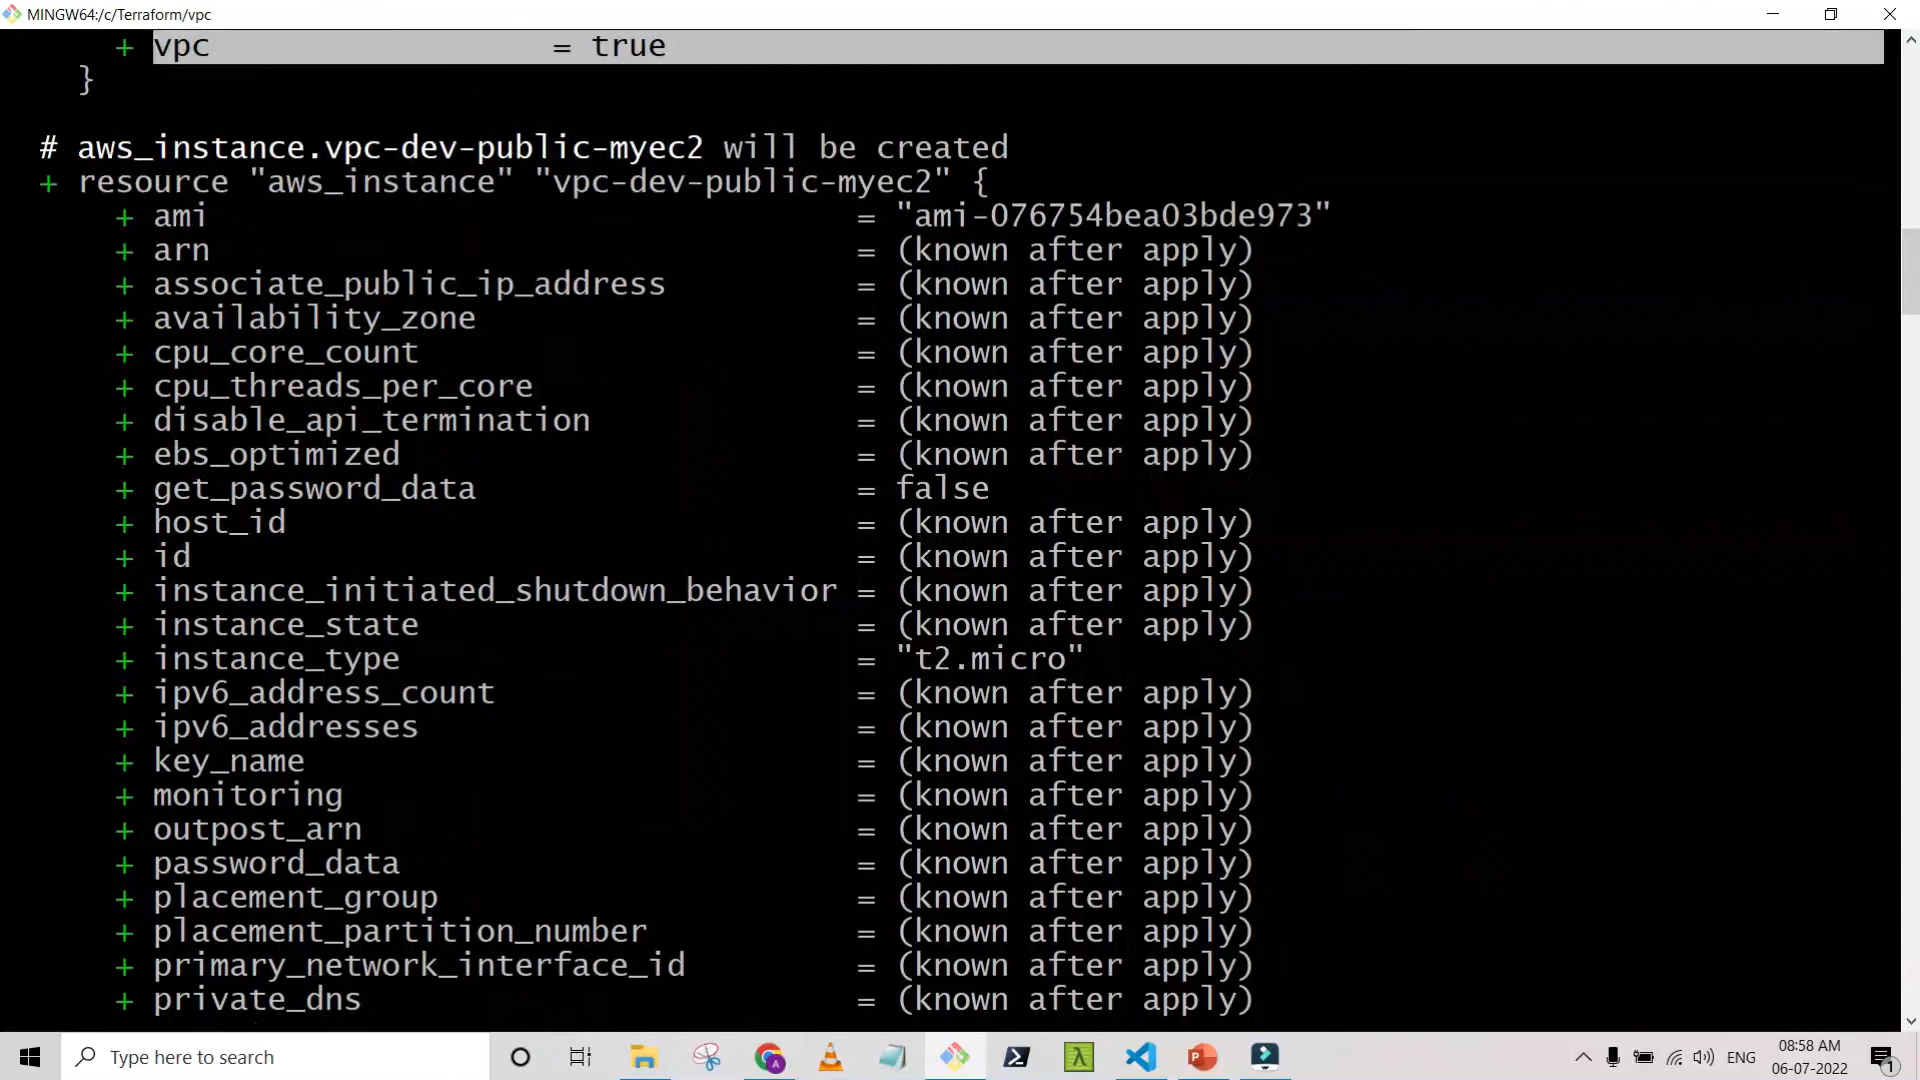 MINGW64:/c/Terraform/vpc
+ vpc = true
}
# aws_instance.vpc-dev-public-myec2 will be created
+ resource "aws_instance" "vpc-dev-public-myec2" {
+ ami = "ami-076754bea03bde973"
+ arn = (known after apply)
+ associate_public_ip_address = (known after apply)
+ availability_zone = (known after apply)
+ cpu_core_count = (known after apply)
+ cpu_threads_per_core = (known after apply)
+ disable_api_termination = (known after apply)
+ ebs_optimized = (known after apply)
+ get_password_data = false
+ host_id = (known after apply)
+ id = (known after apply)
+ instance_initiated_shutdown_behavior = (known after apply)
+ instance_state = (known after apply)
+ instance_type = "t2.micro"
+ ipv6_address_count = (known after apply)
+ ipv6_addresses = (known after apply)
+ key_name = (known after apply)
+ monitoring = (known after apply)
+ outpost_arn = (known after apply)
+ password_data = (known after apply)
+ placement_group = (known after apply)
+ placement_partition_number = (known after apply)
+ primary_network_interface_id = (known after apply)
+ private_dns = (known after apply)
Type here to search
ENG
08:58 AM
06-07-2022
1